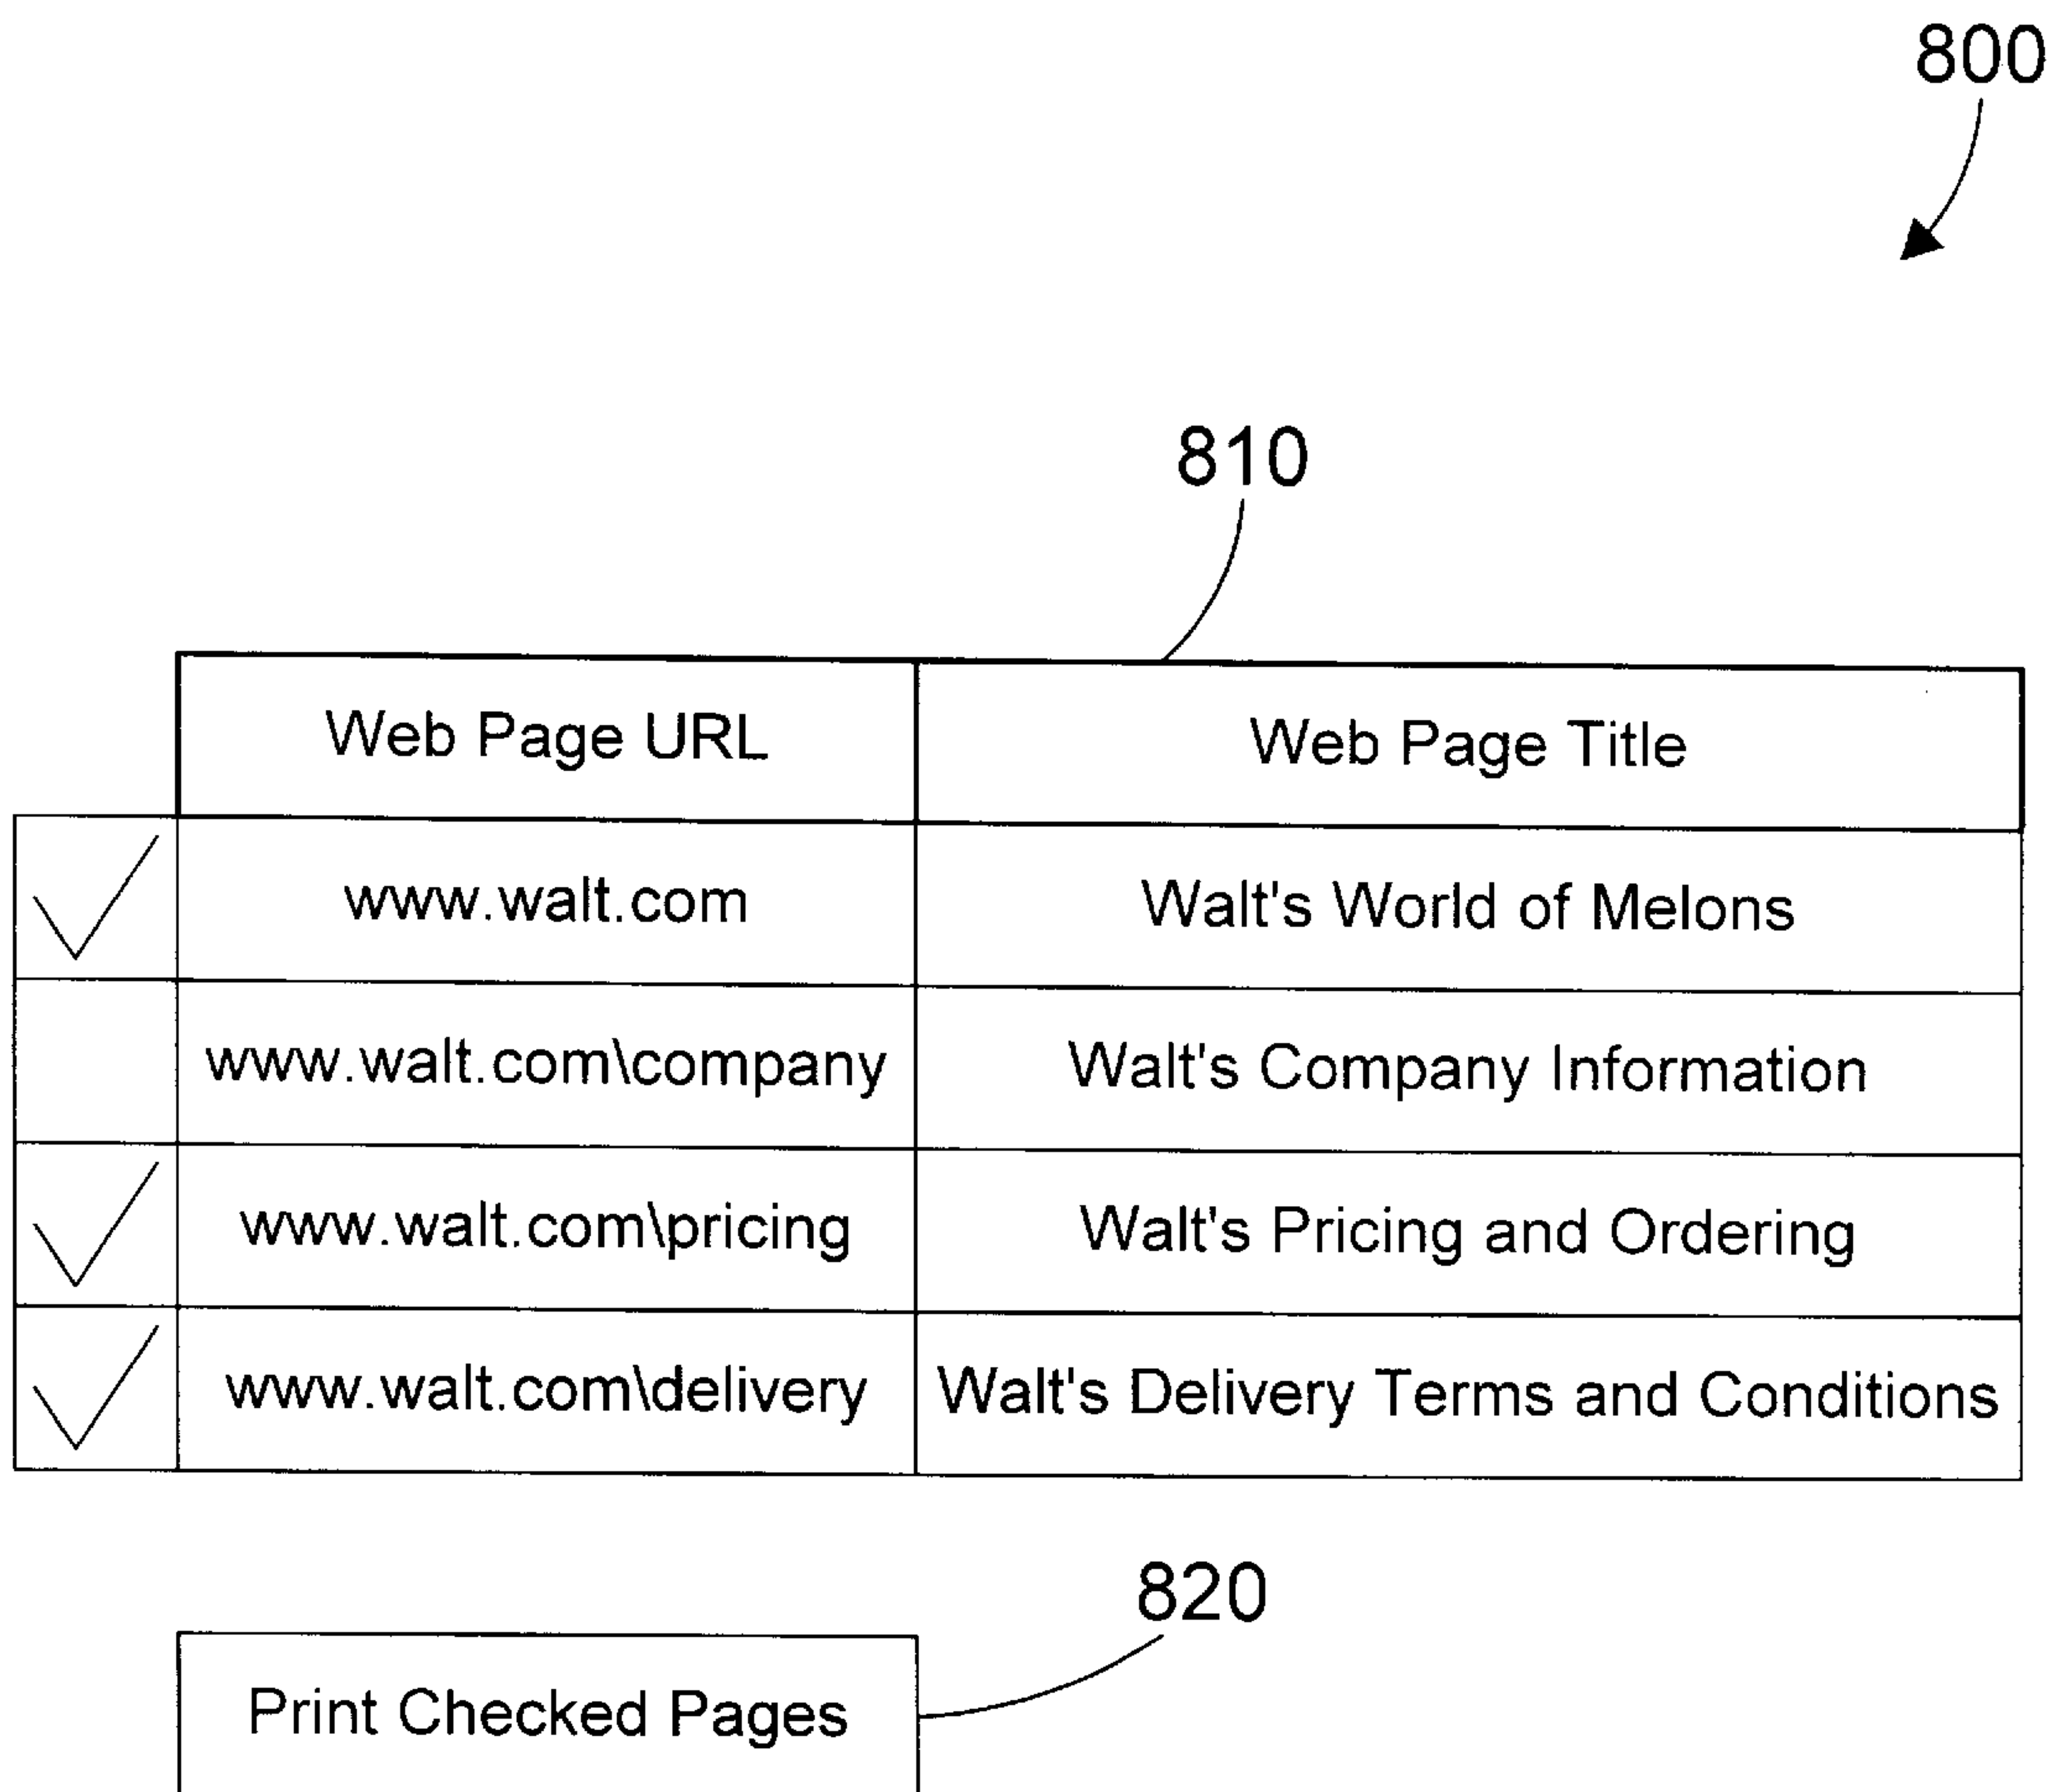 800
810
Web Page URL Web Page Title
www.walt.com Walt's World of Melons
www.walt.com\company Walt's Company Information
www.walt.com\pricing Walt's Pricing and Ordering
www.walt.com\delivery Walt's Delivery Terms and Conditions
820
Print Checked Pages